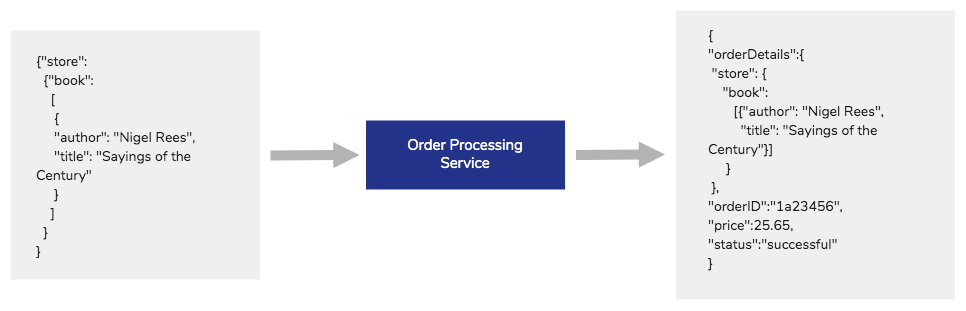 {"store":
{"book":
[
{
"author": "Nigel Rees",
"title": "Sayings of the
Century"
}
]
}
}
Order Processing
Service
{
"orderDetails":{
"store": {
"book":
[{"author": "Nigel Rees",
"title": "Sayings of the
Century"}]
}
},
"orderID":"1a23456",
"price":25.65,
"status":"successful"
}